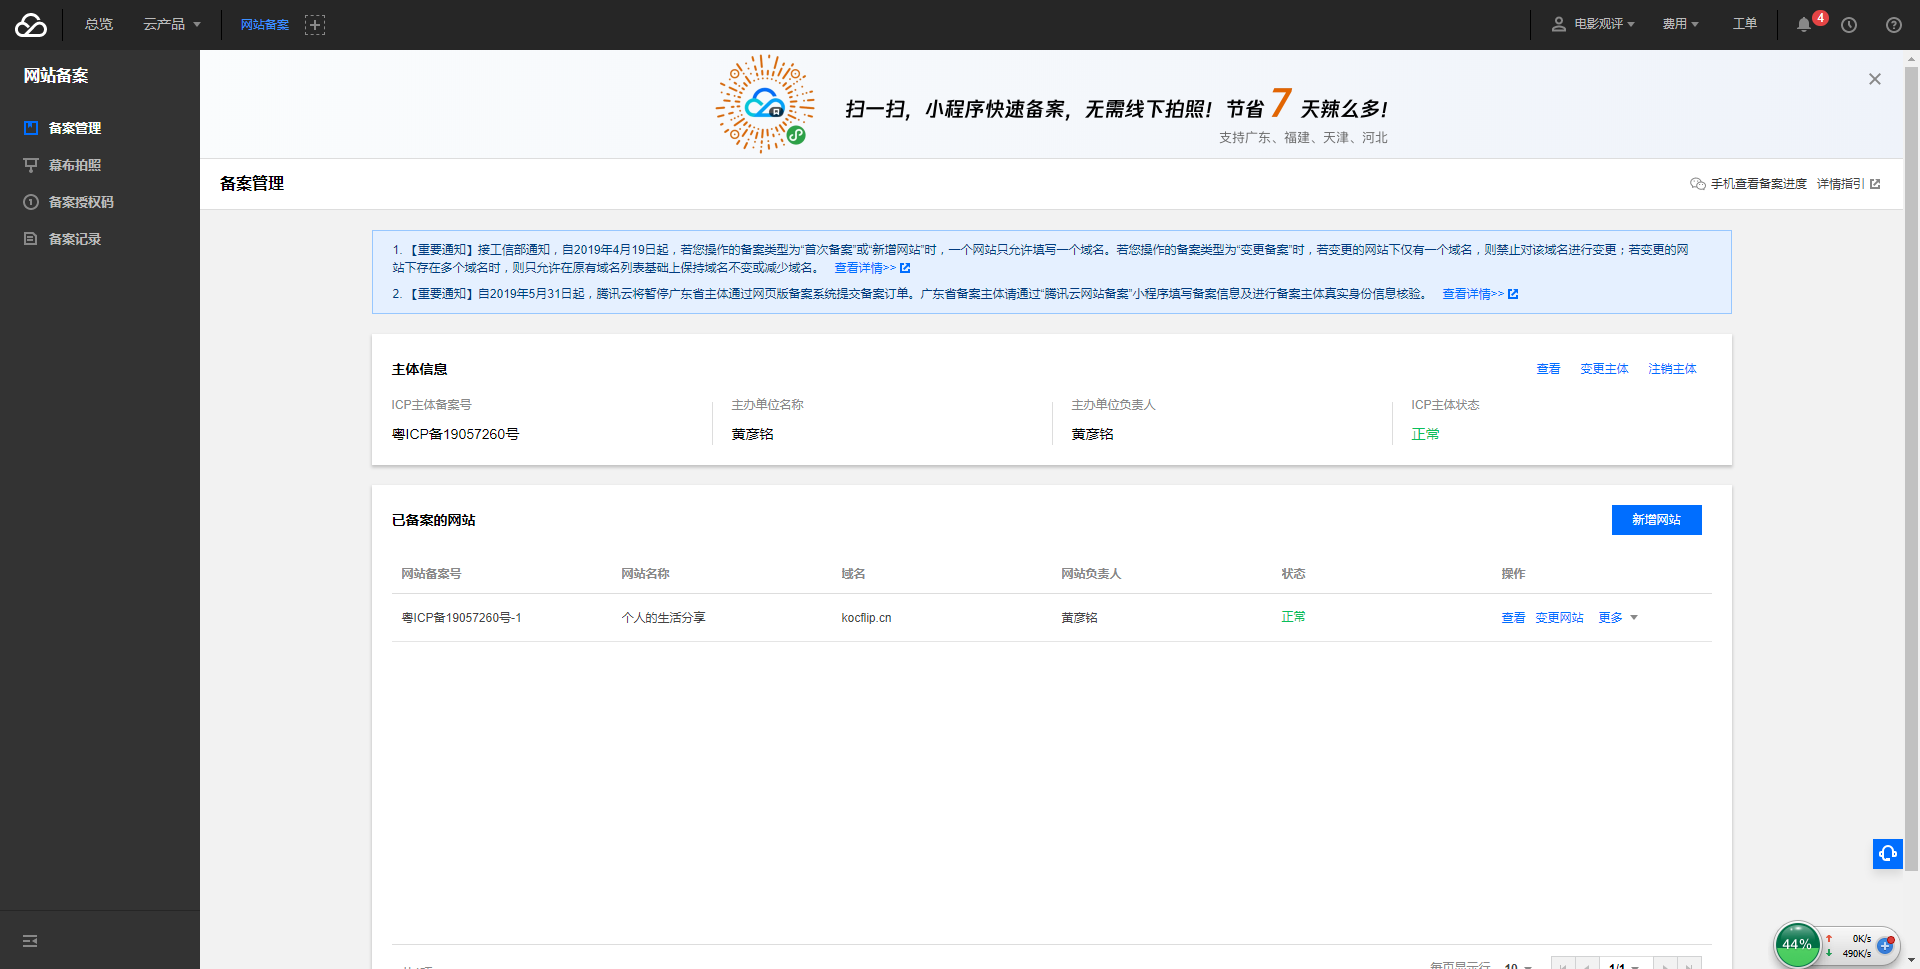 总览 云产品 网站备案 电影观评 费用 工单 4
网站备案
备案管理
幕布拍照
备案授权码
备案记录
扫一扫，小程序快速备案，无需线下拍照！节省 7 天辣么多！
支持广东、福建、天津、河北
备案管理 手机查看备案进度 详情指引
1. 【重要通知】接工信部通知，自2019年4月19日起，若您操作的备案类型为“首次备案”或“新增网站”时，一个网站只允许填写一个域名。若您操作的备案类型为“变更备案”时，若变更的网站下仅有一个域名，则禁止对该域名进行变更；若变更的网
站下存在多个域名时，则只允许在原有域名列表基础上保持域名不变或减少域名。 查看详情>>
2. 【重要通知】自2019年5月31日起，腾讯云将暂停广东省主体通过网页版备案系统提交备案订单。广东省备案主体请通过“腾讯云网站备案”小程序填写备案信息及进行备案主体真实身份信息核验。 查看详情>>
主体信息 查看 变更主体 注销主体
ICP主体备案号 主办单位名称 主办单位负责人 ICP主体状态
粤ICP备19057260号 黄彦铭 黄彦铭 正常
已备案的网站 新增网站
网站备案号 网站名称 域名 网站负责人 状态 操作
粤ICP备19057260号-1 个人的生活分享 kocflip.cn 黄彦铭 正常 查看 变更网站 更多
44% 0K/s
490K/s
每页显示行 10 1/1